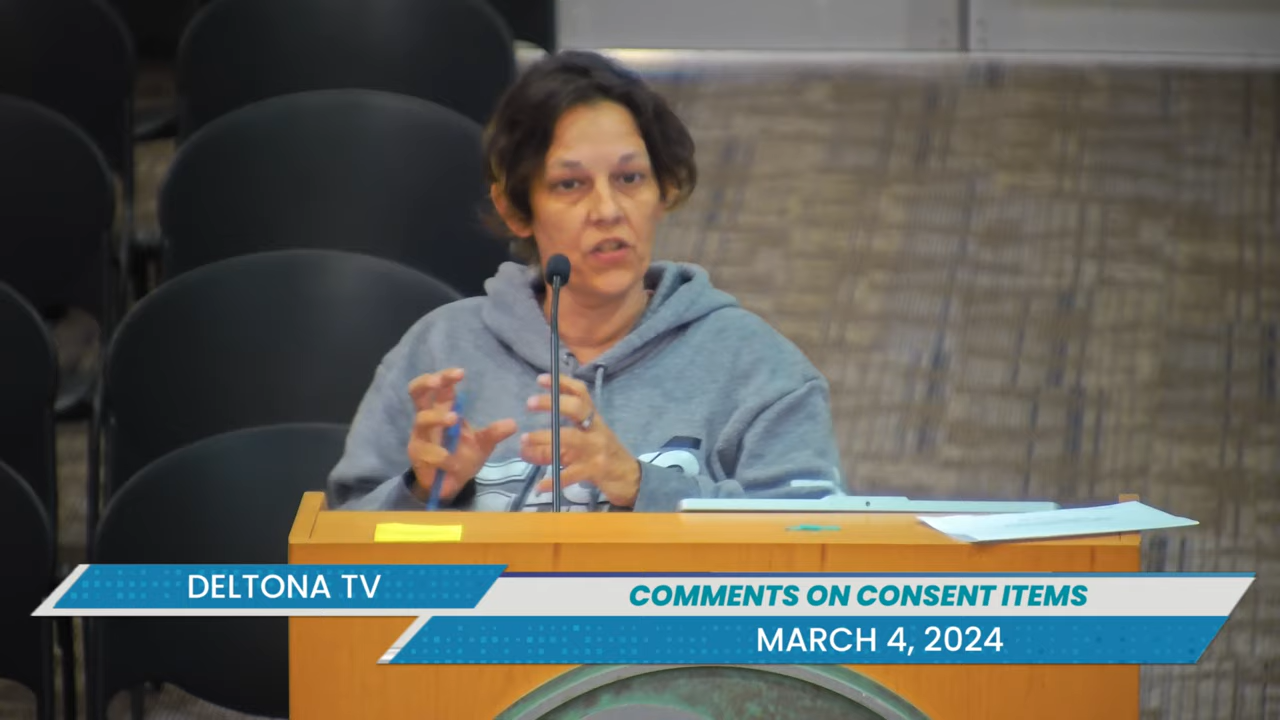 DELTONA TV
COMMENTS ON CONSENT ITEMS
MARCH 4, 2024